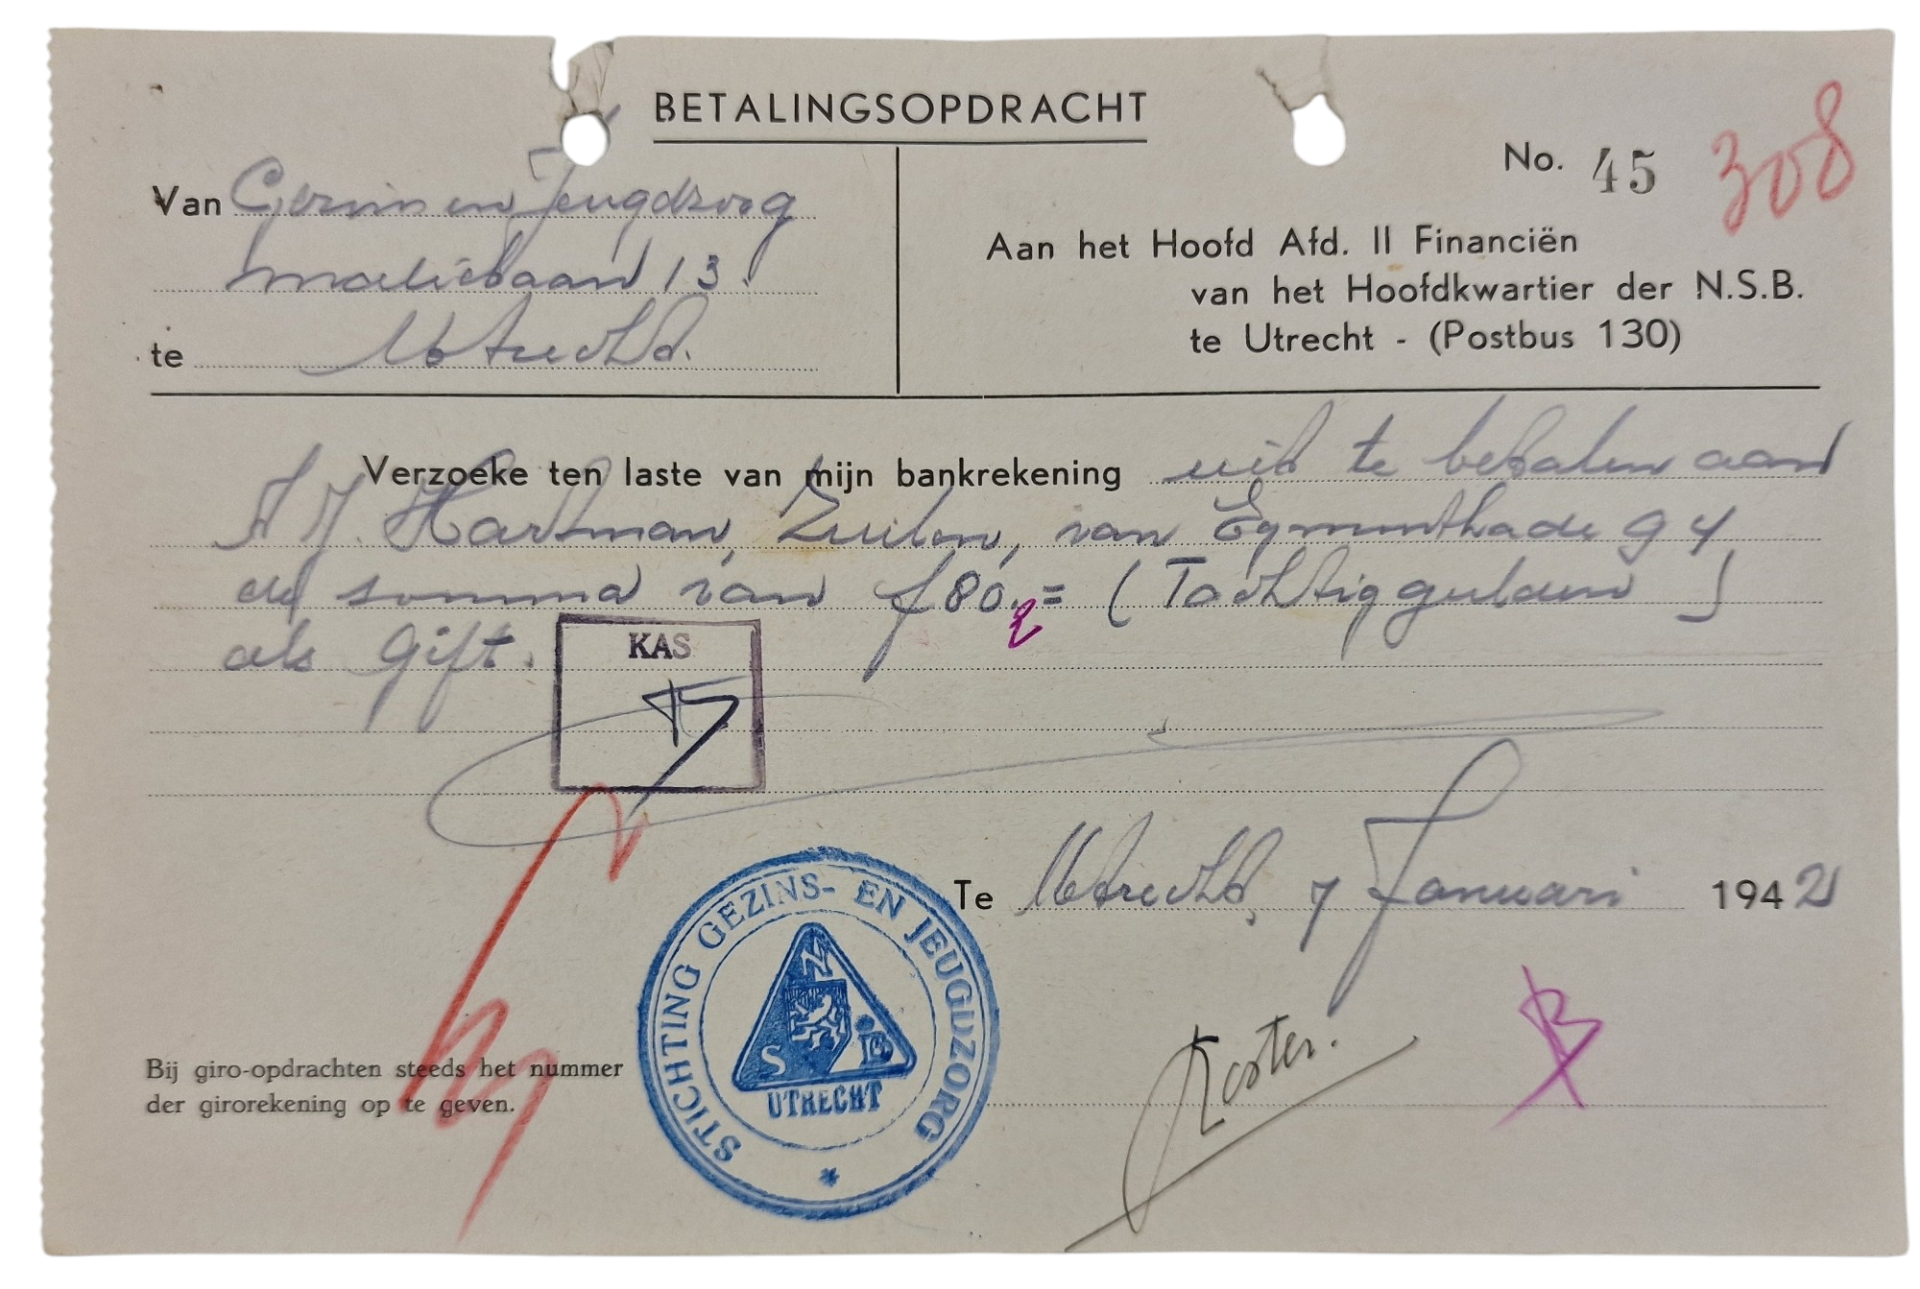 BETALINGSOPDRACHT
No. 45 308
Van Gezins en Jeugdzorg
Maliebaan 13.
te Utrecht.
Aan het Hoofd Afd. II Financiën
van het Hoofdkwartier der N.S.B.
te Utrecht - (Postbus 130)
Verzoeke ten laste van mijn bankrekening uit te betalen aan
A J. Hartman, Zuilen, van Egmontkade 94
de somma van f 80,= (Tachtig gulden)
als gift.
KAS
Te Utrecht, 7 Januari 1942
STICHTING GEZINS- EN JEUGDZORG
N S B
UTRECHT
Koster.
Bij giro-opdrachten steeds het nummer
der girorekening op te geven.